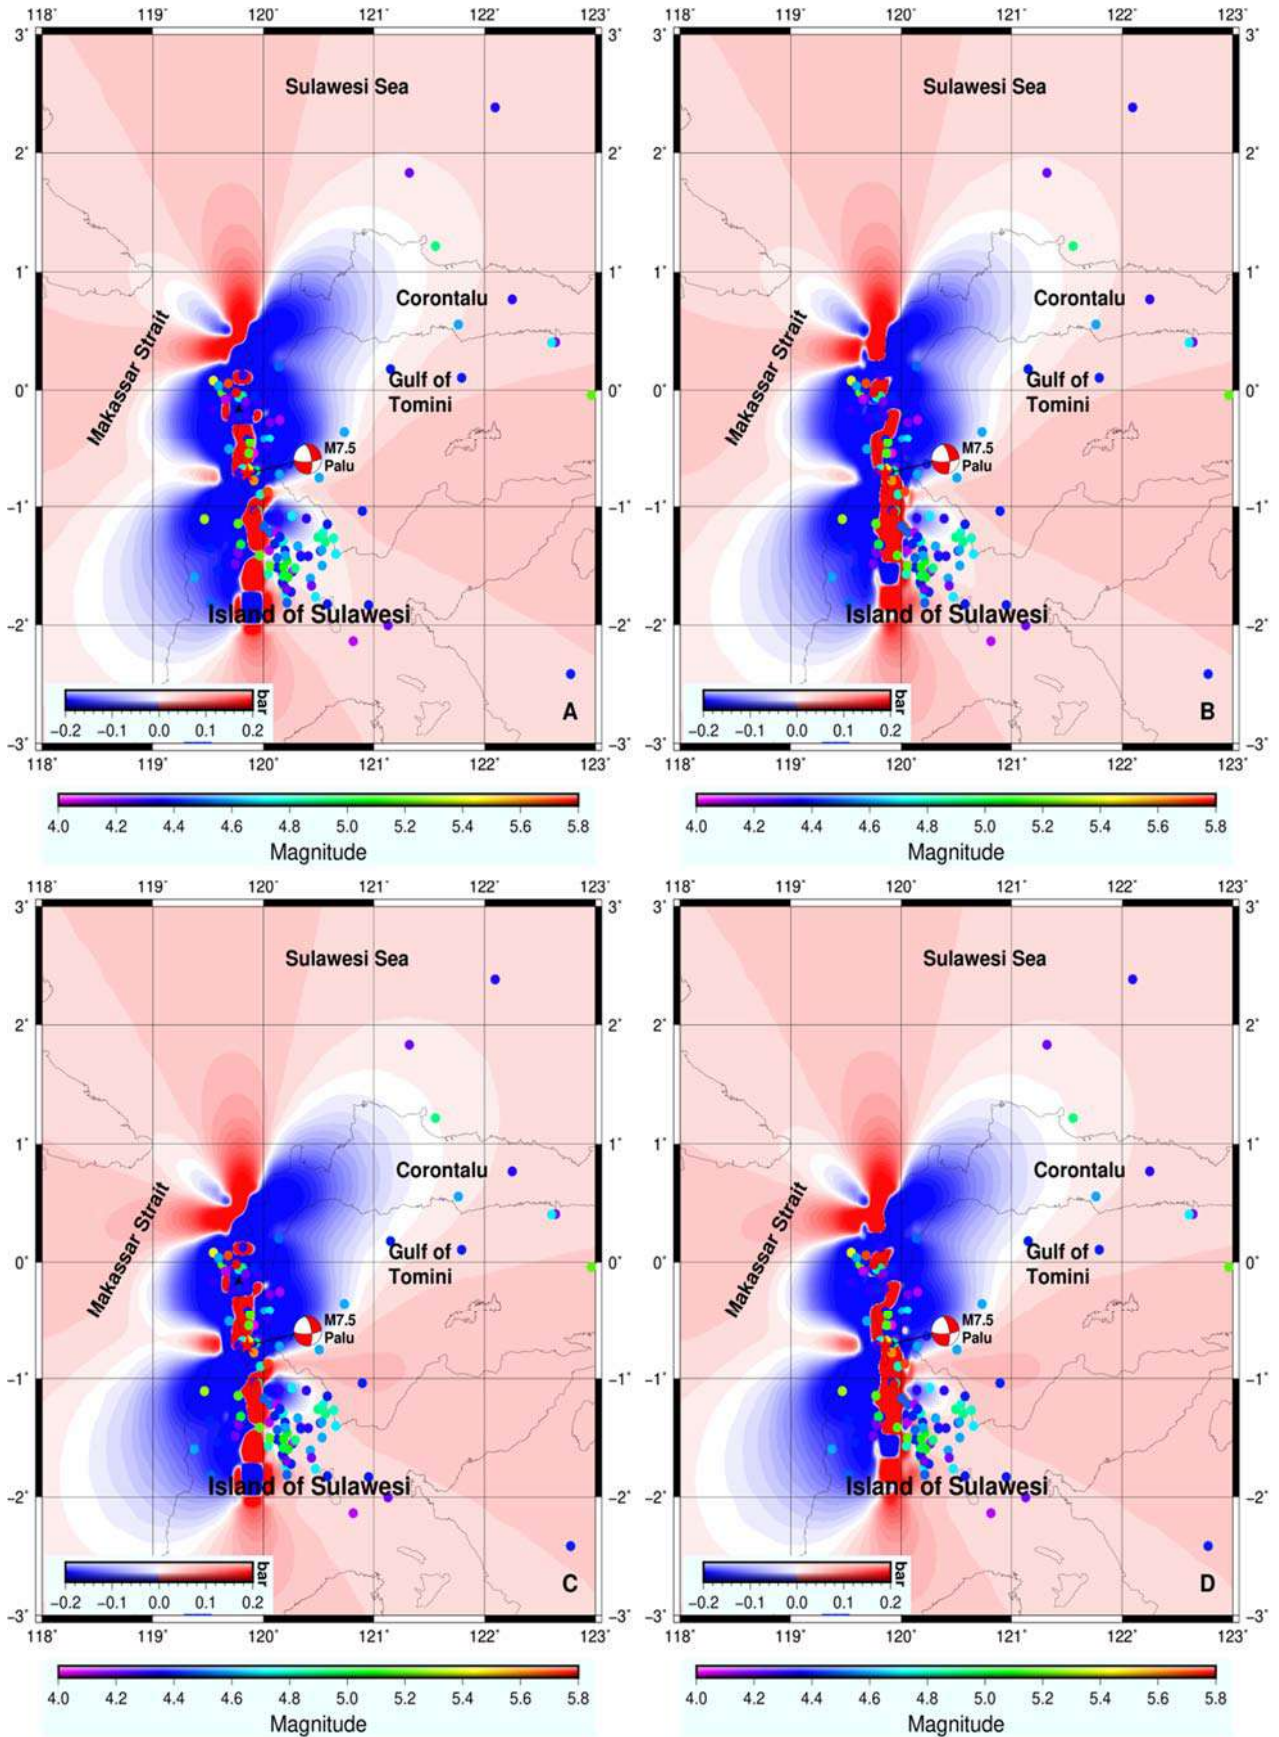 118° 119° 120° 121° 122° 123°
3° 3°
Sulawesi Sea
2° 2°
1° 1°
Corontalu
Makassar Strait
0° 0°
Gulf of
Tomini
M7.5
Palu
−1° −1°
Island of Sulawesi
−2° −2°
bar
−0.2 −0.1 0.0 0.1 0.2
A
−3° −3°
118° 119° 120° 121° 122° 123°
4.0 4.2 4.4 4.6 4.8 5.0 5.2 5.4 5.6 5.8
Magnitude
118° 119° 120° 121° 122° 123°
3° 3°
Sulawesi Sea
2° 2°
1° 1°
Corontalu
Makassar Strait
0° 0°
Gulf of
Tomini
M7.5
Palu
−1° −1°
Island of Sulawesi
−2° −2°
bar
−0.2 −0.1 0.0 0.1 0.2
B
−3° −3°
118° 119° 120° 121° 122° 123°
4.0 4.2 4.4 4.6 4.8 5.0 5.2 5.4 5.6 5.8
Magnitude
118° 119° 120° 121° 122° 123°
3° 3°
Sulawesi Sea
2° 2°
1° 1°
Corontalu
Makassar Strait
0° 0°
Gulf of
Tomini
M7.5
Palu
−1° −1°
Island of Sulawesi
−2° −2°
bar
−0.2 −0.1 0.0 0.1 0.2
C
−3° −3°
118° 119° 120° 121° 122° 123°
4.0 4.2 4.4 4.6 4.8 5.0 5.2 5.4 5.6 5.8
Magnitude
118° 119° 120° 121° 122° 123°
3° 3°
Sulawesi Sea
2° 2°
1° 1°
Corontalu
Makassar Strait
0° 0°
Gulf of
Tomini
M7.5
Palu
−1° −1°
Island of Sulawesi
−2° −2°
bar
−0.2 −0.1 0.0 0.1 0.2
D
−3° −3°
118° 119° 120° 121° 122° 123°
4.0 4.2 4.4 4.6 4.8 5.0 5.2 5.4 5.6 5.8
Magnitude